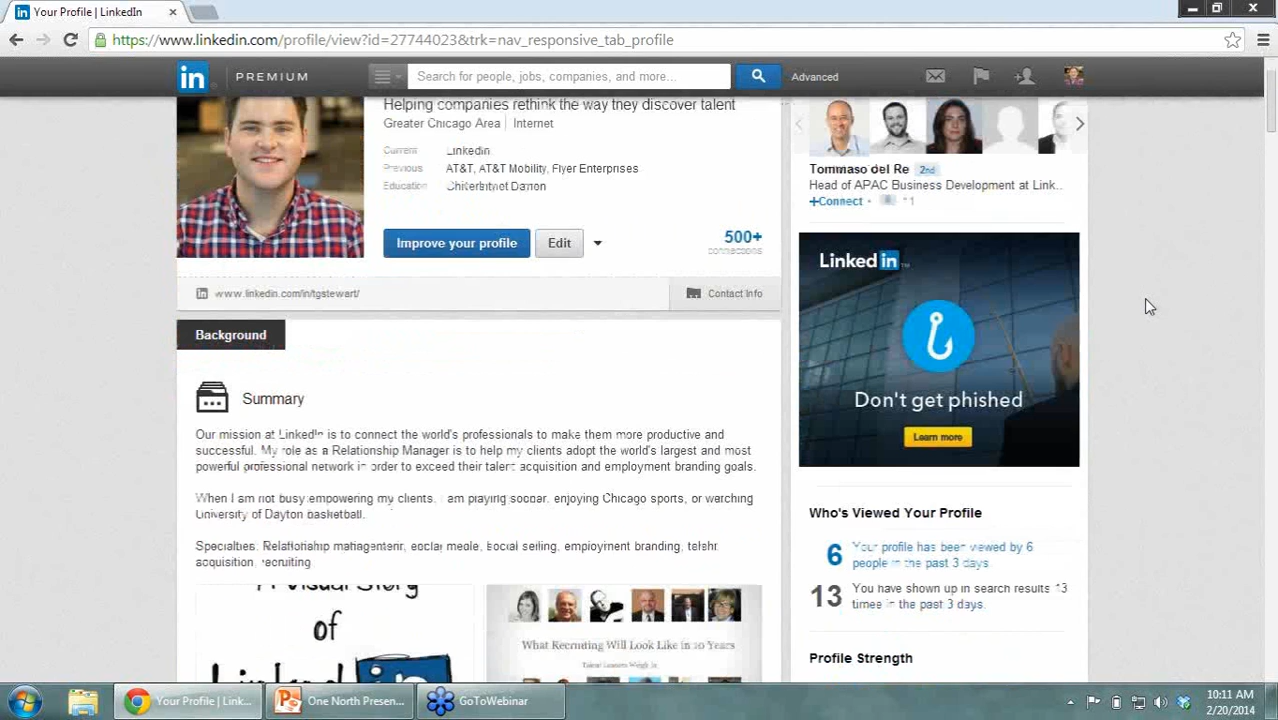 Your Profile | LinkedIn
https://www.linkedin.com/profile/view?id=27744023&trk=nav_responsive_tab_profile
in PREMIUM Search for people, jobs, companies, and more... Advanced
Helping companies rethink the way they discover talent
Greater Chicago Area Internet
Current Linkedin
Previous AT&T, AT&T Mobility, Flyer Enterprises
Education
Improve your profile Edit 500+
connections
www.linkedin.com/in/tgstewart/ Contact Info
Background
Summary
Our mission at LinkedIn is to connect the world's professionals to make them more productive and
successful. My role as a Relationship Manager is to help my clients adopt the world's largest and most
powerful professional network in order to exceed their talent acquisition and employment branding goals.
When I am not busy empowering my clients, I am playing soccer, enjoying Chicago sports, or watching
University of Dayton basketball.
Specialties: Relationship management, social media, social selling, employment branding, talent
acquisition, recruiting
A Visual Story
of
Linked in
What Recruiting Will Look Like in 10 Years
Talent Leaders Weigh In
Tommaso del Re 2nd
Head of APAC Business Development at Link..
+Connect • 11
Linked in
Don't get phished
Learn more
Who's Viewed Your Profile
6 Your profile has been viewed by 6
people in the past 3 days.
13 You have shown up in search results 13
times in the past 3 days.
Profile Strength
Your Profile | Link... One North Presen... GoToWebinar
10:11 AM
2/20/2014